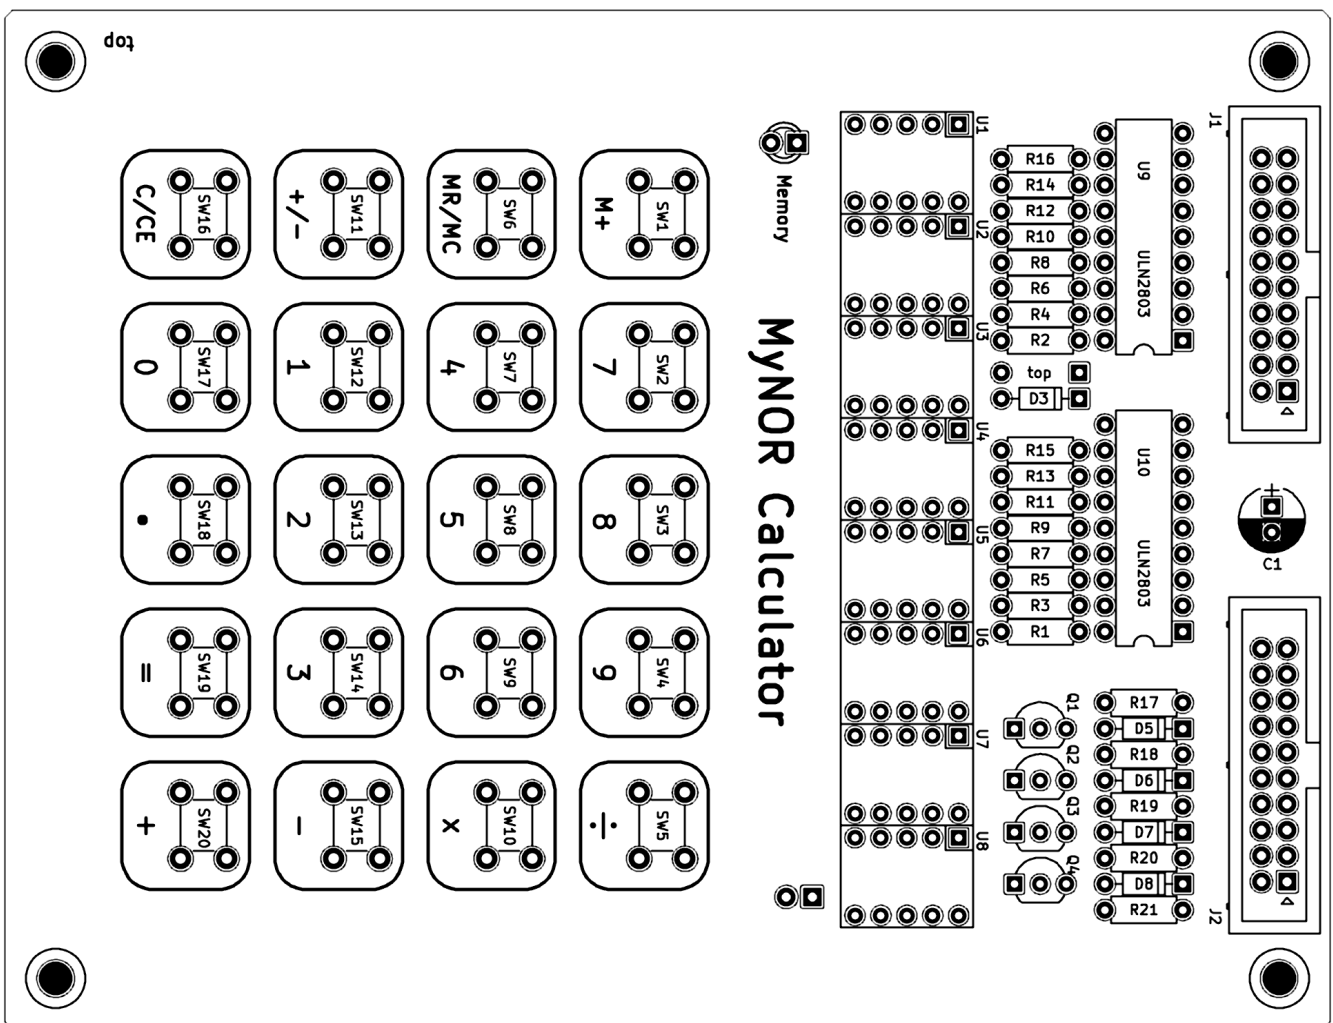 top
C/CE
SW16
+/-
SW11
MR/MC
SW6
M+
SW1
0
SW17
1
SW12
4
SW7
7
SW2
.
SW18
2
SW13
5
SW8
8
SW3
=
SW19
3
SW14
6
SW9
9
SW4
+
SW20
-
SW15
x
SW10
÷
SW5
Memory
MyNOR Calculator
U1
U2
U3
U4
U5
U6
U7
U8
R16
R14
R12
R10
R8
R6
R4
R2
top
D3
R15
R13
R11
R9
R7
R5
R3
R1
U9
ULN2803
U10
ULN2803
Q1
Q2
Q3
Q4
R17
D5
R18
D6
R19
D7
R20
D8
R21
J1
+
C1
J2